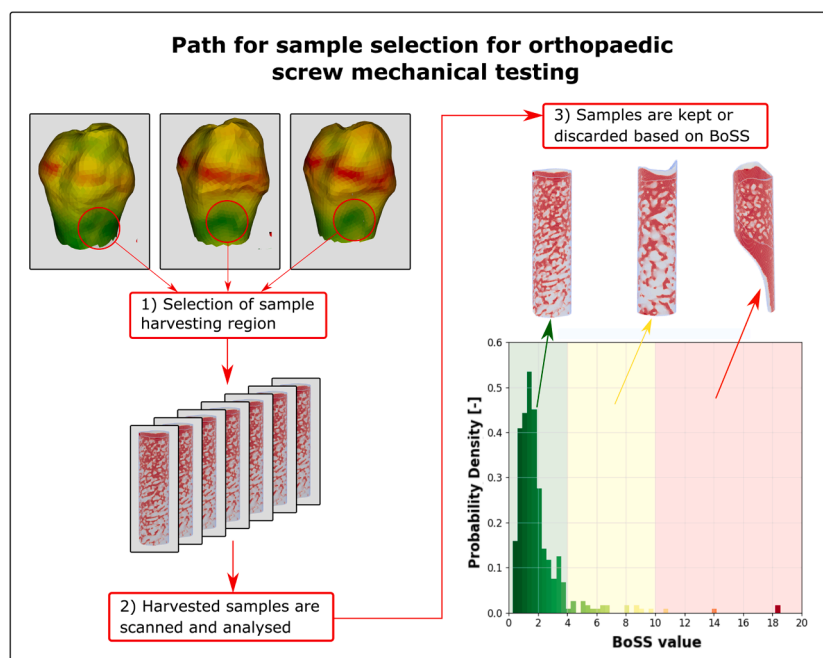 Path for sample selection for orthopaedic
screw mechanical testing
1) Selection of sample
harvesting region
2) Harvested samples are
scanned and analysed
3) Samples are kept or
discarded based on BoSS
Probability Density [-]
0.6
0.5
0.4
0.3
0.2
0.1
0.0
0 2 4 6 8 10 12 14 16 18 20
BoSS value